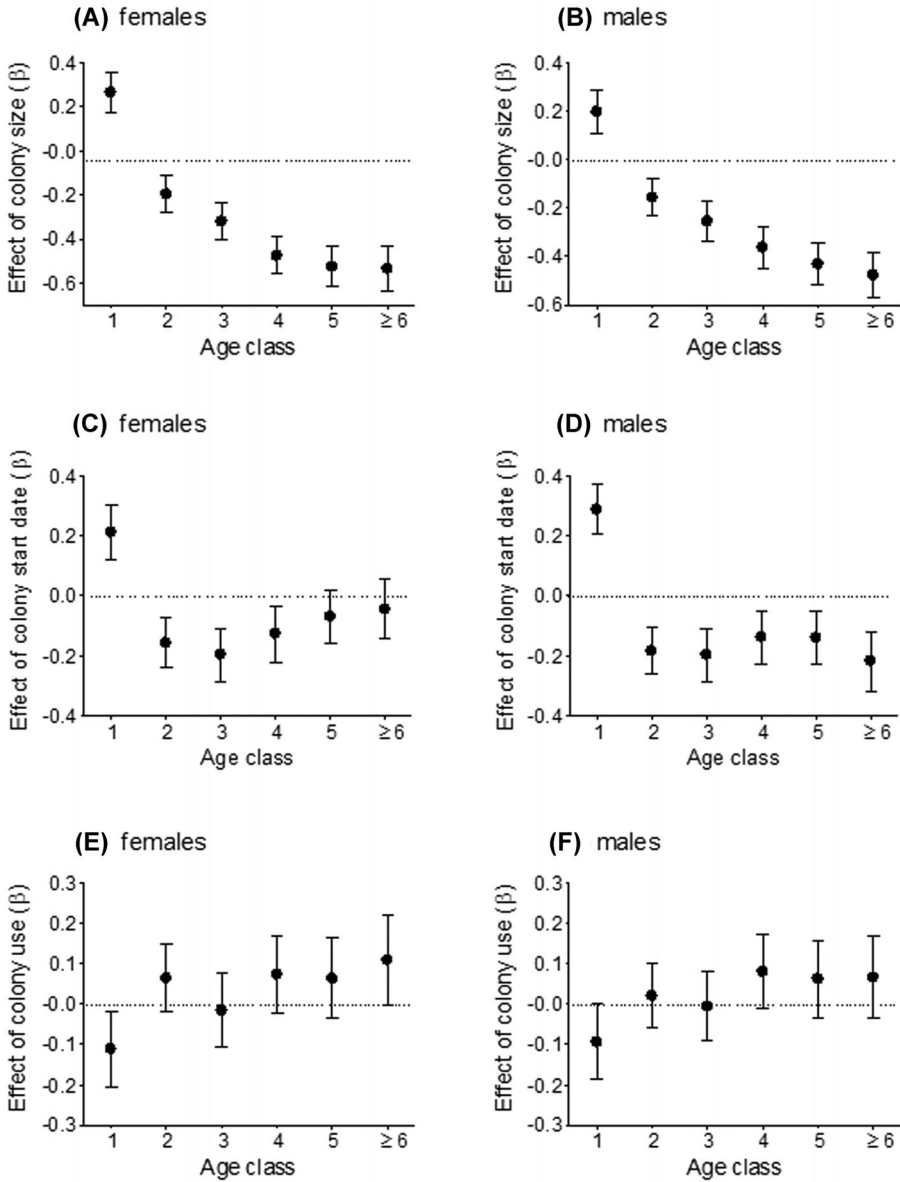 (A) females
Effect of colony size (β)
0.4
0.2
-0.0
-0.2
-0.4
-0.6
1 2 3 4 5 ≥ 6
Age class
(B) males
Effect of colony size (β)
0.4
0.2
-0.0
-0.2
-0.4
-0.6
1 2 3 4 5 ≥ 6
Age class
(C) females
Effect of colony start date (β)
0.4
0.2
0.0
-0.2
-0.4
1 2 3 4 5 ≥ 6
Age class
(D) males
Effect of colony start date (β)
0.4
0.2
0.0
-0.2
-0.4
1 2 3 4 5 ≥ 6
Age class
(E) females
Effect of colony use (β)
0.3
0.2
0.1
-0.0
-0.1
-0.2
-0.3
1 2 3 4 5 ≥ 6
Age class
(F) males
Effect of colony use (β)
0.3
0.2
0.1
-0.0
-0.1
-0.2
-0.3
1 2 3 4 5 ≥ 6
Age class